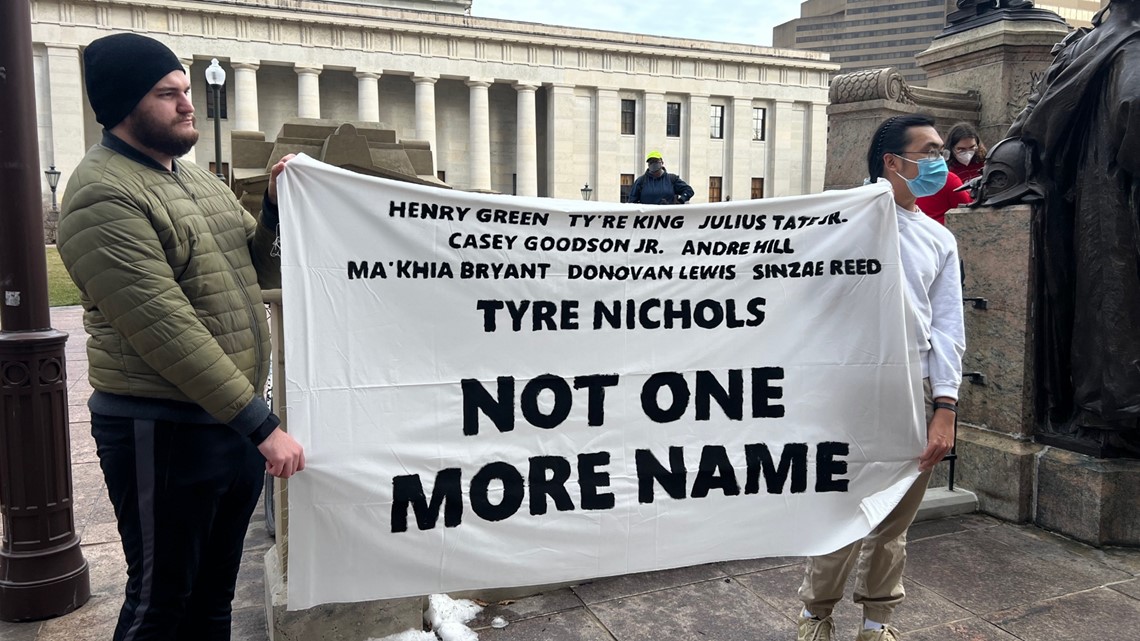 HENRY GREEN TY'RE KING JULIUS TATE JR.
CASEY GOODSON JR. ANDRE HILL
MA'KHIA BRYANT DONOVAN LEWIS SINZAE REED
TYRE NICHOLS
NOT ONE
MORE NAME